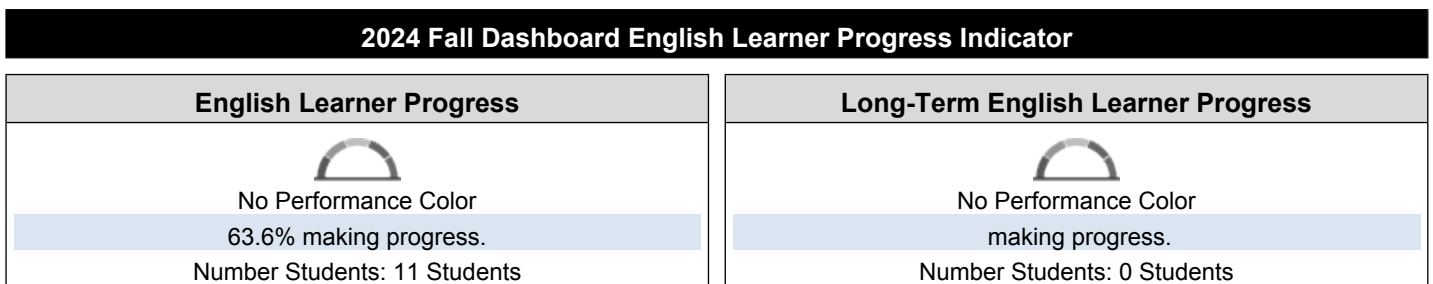 2024 Fall Dashboard English Learner Progress Indicator
English Learner Progress
No Performance Color
63.6% making progress.
Number Students: 11 Students
Long-Term English Learner Progress
No Performance Color
making progress.
Number Students: 0 Students